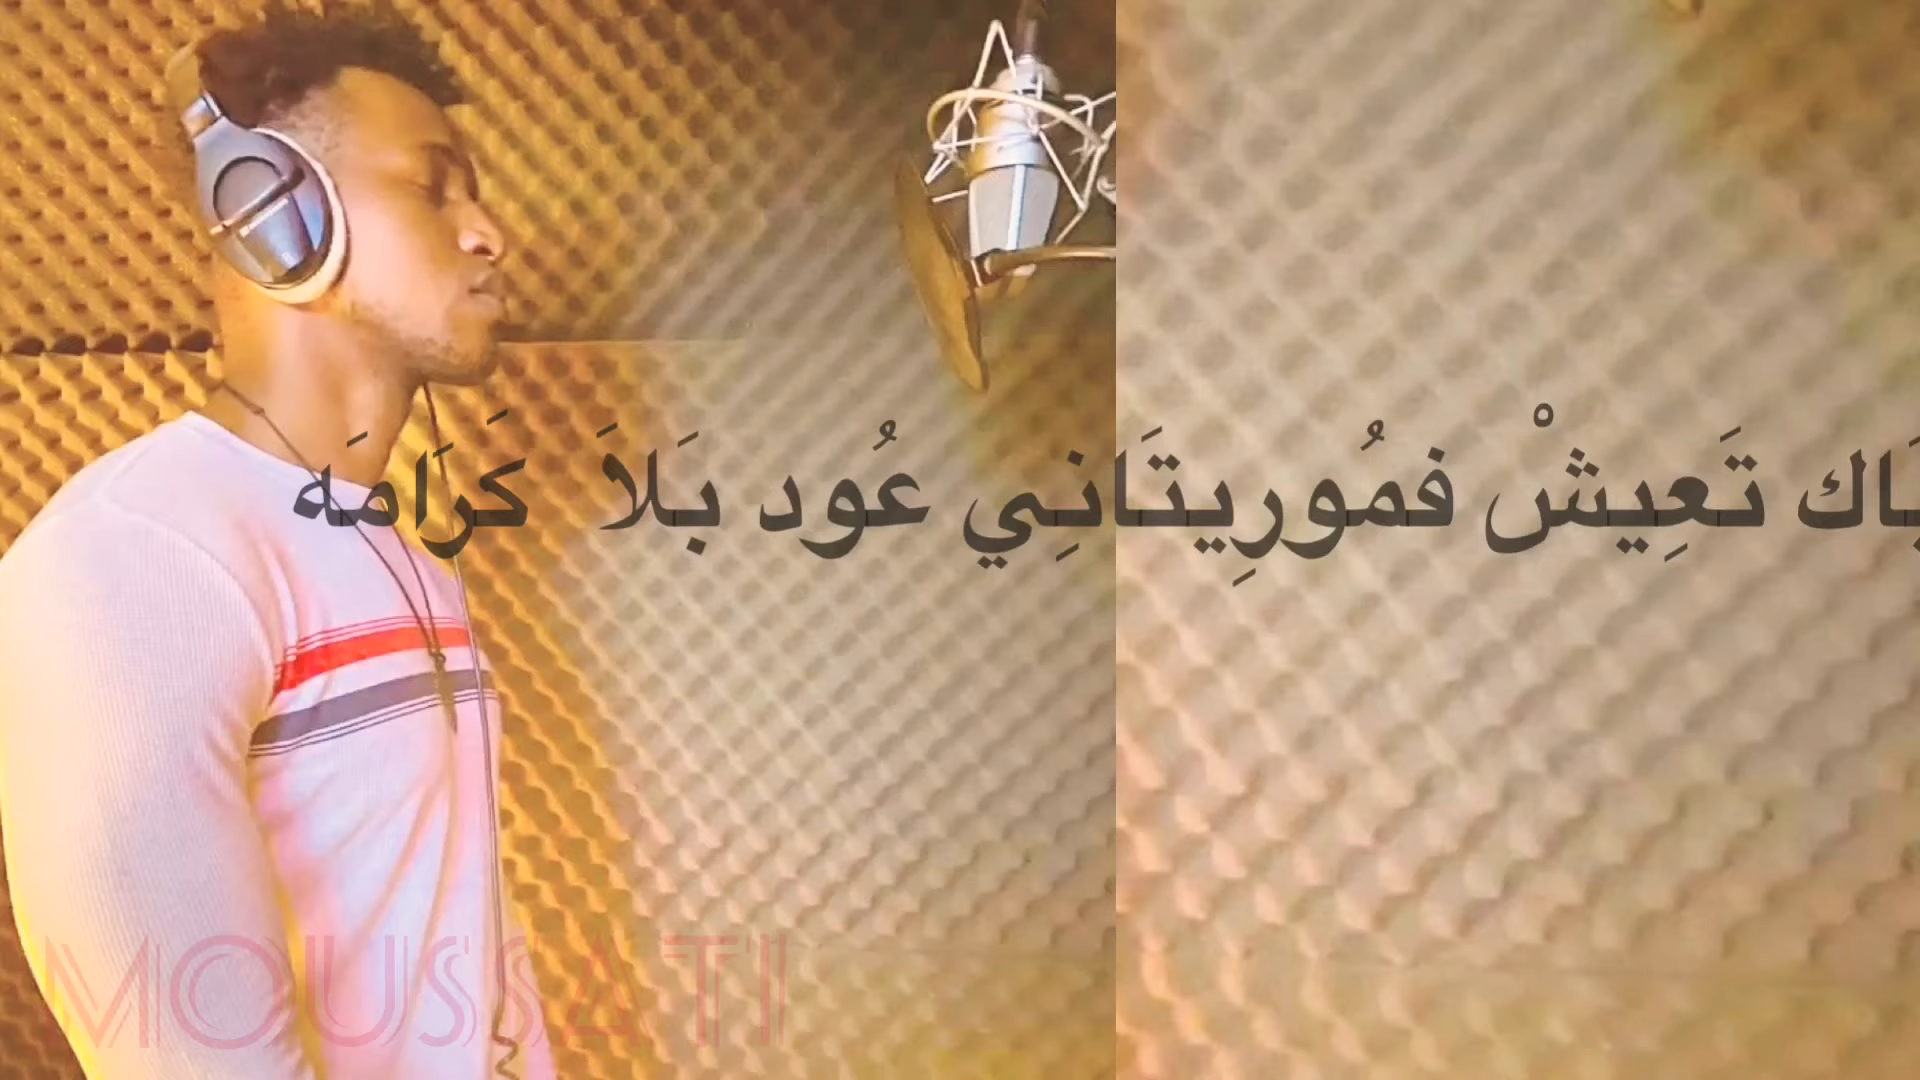 تَعِيشْ فمُورِيتَانِي عُود بَلاَ كَرَامَه
MOUSSATI